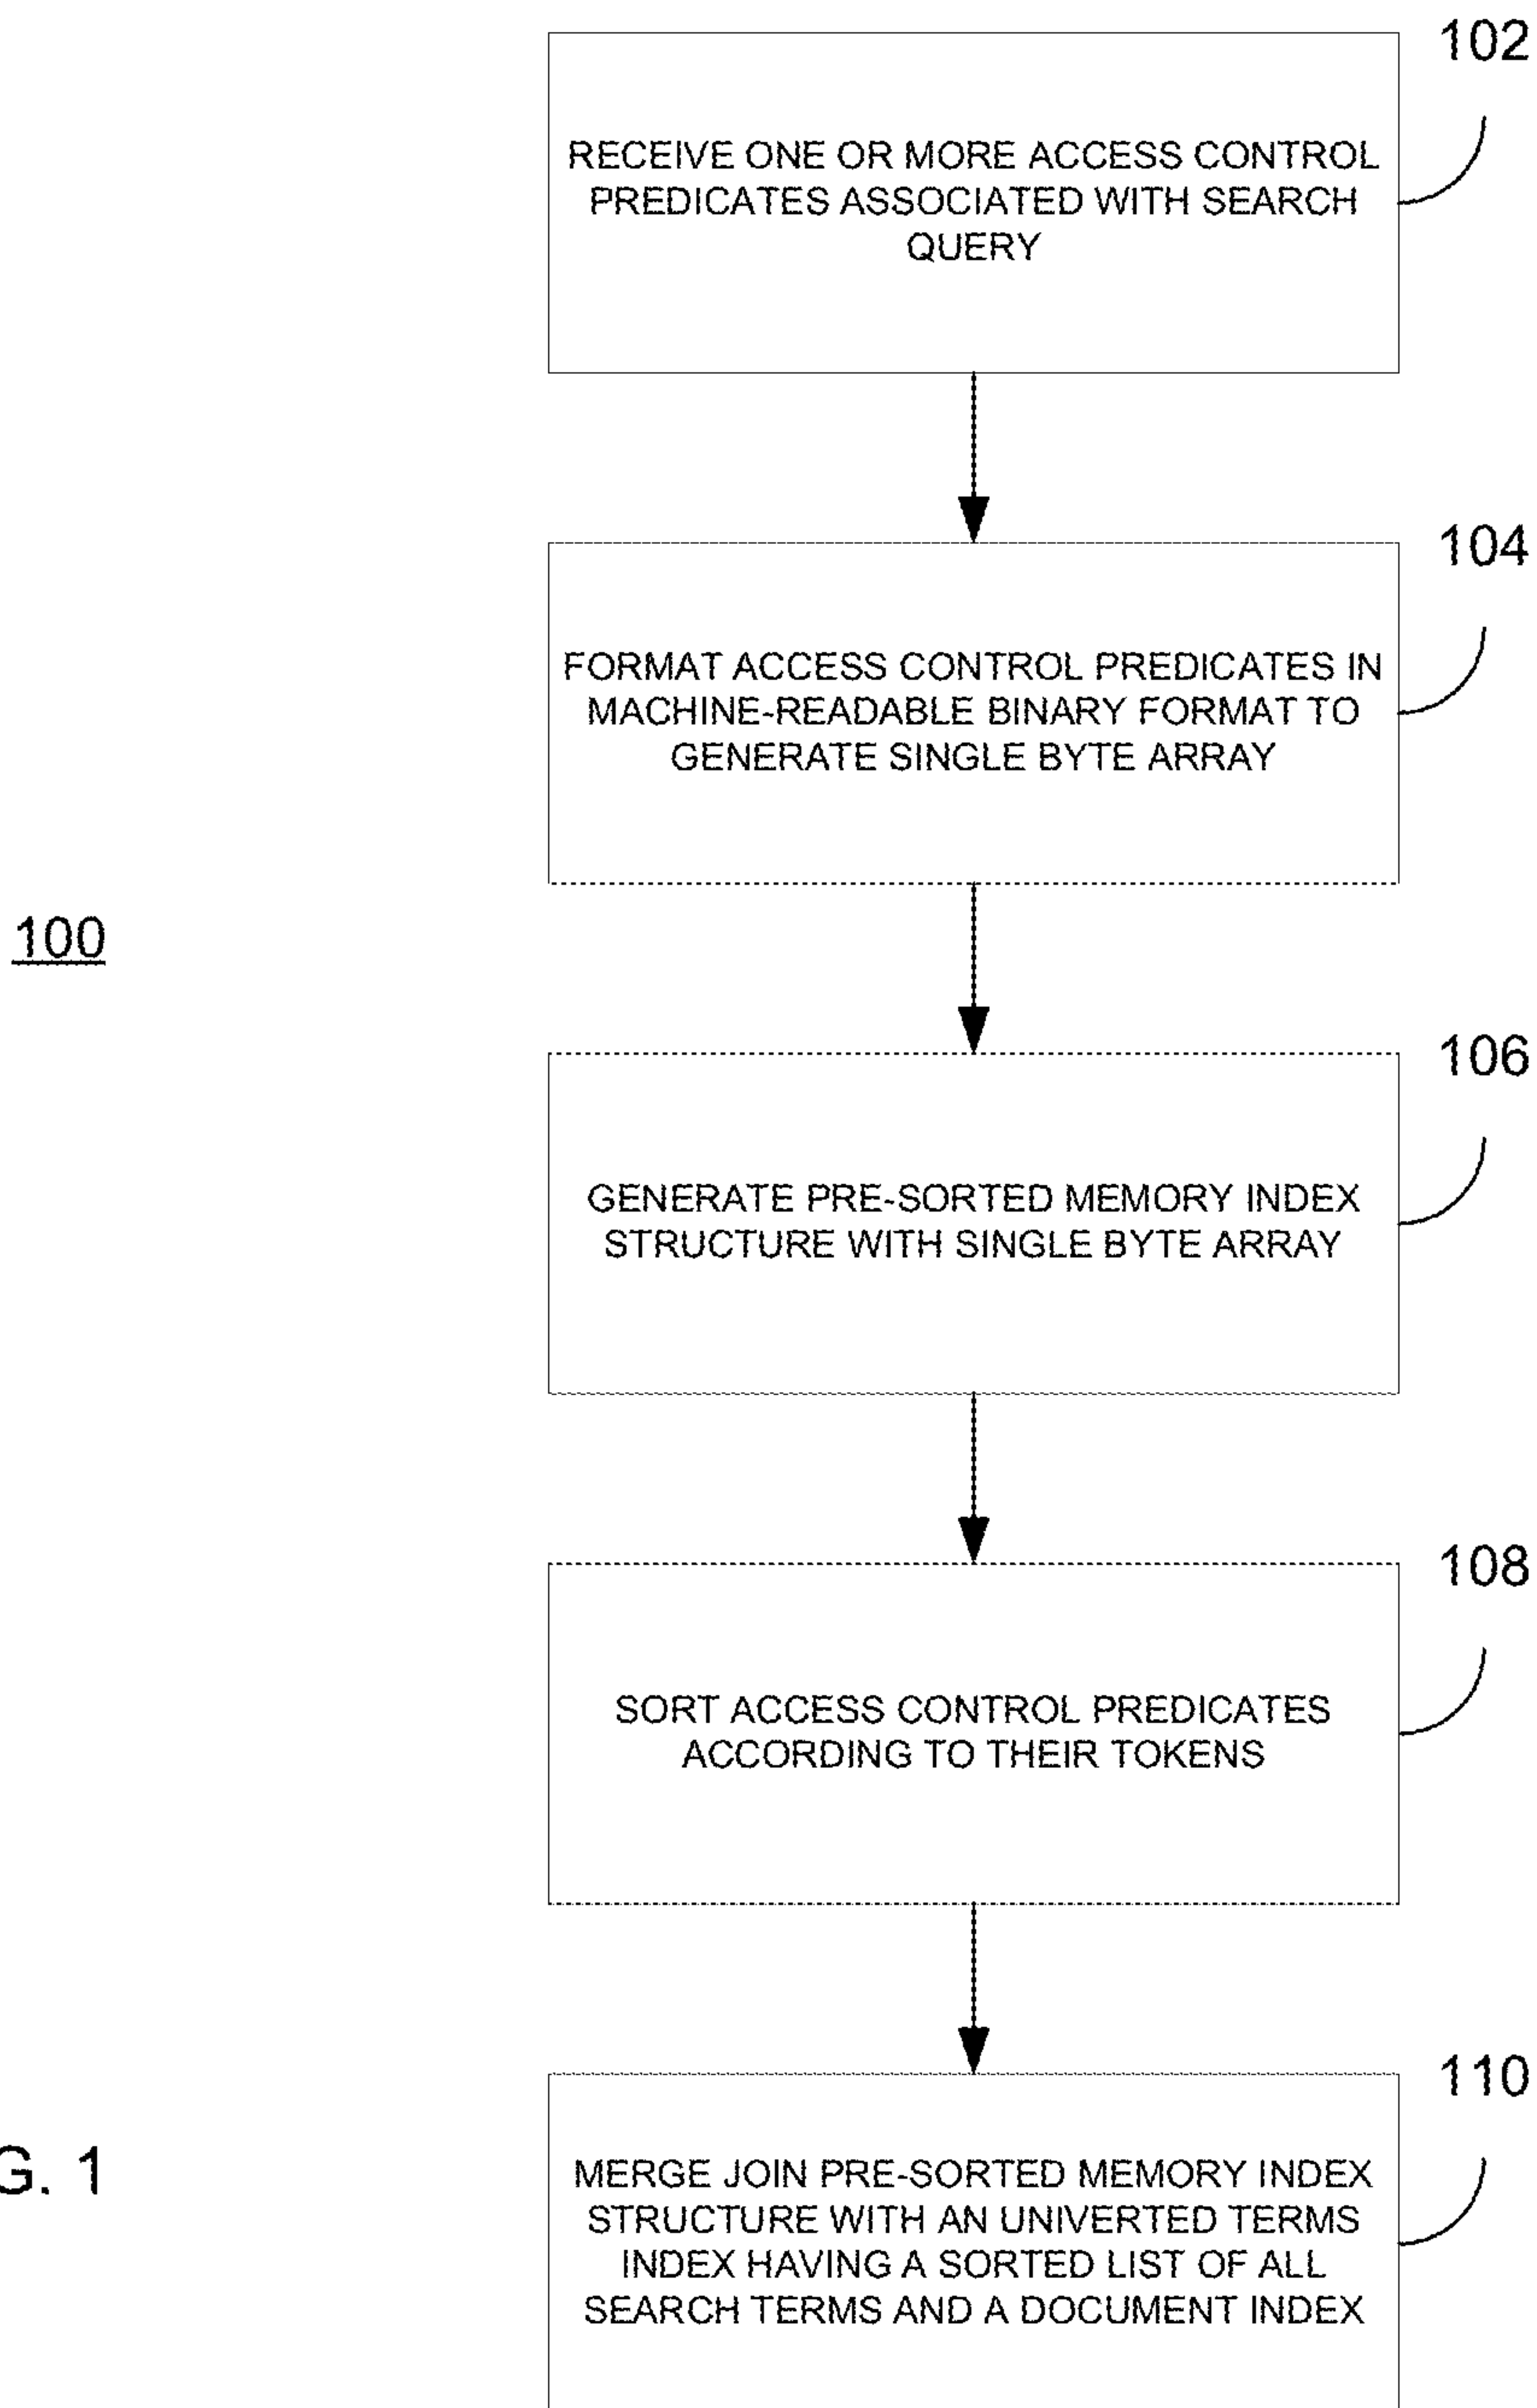 102
RECEIVE ONE OR MORE ACCESS CONTROL
PREDICATES ASSOCIATED WITH SEARCH
QUERY
104
FORMAT ACCESS CONTROL PREDICATES IN
MACHINE-READABLE BINARY FORMAT TO
GENERATE SINGLE BYTE ARRAY
100
106
GENERATE PRE-SORTED MEMORY INDEX
STRUCTURE WITH SINGLE BYTE ARRAY
108
SORT ACCESS CONTROL PREDICATES
ACCORDING TO THEIR TOKENS
110
G. 1
MERGE JOIN PRE-SORTED MEMORY INDEX
STRUCTURE WITH AN UNIVERTED TERMS
INDEX HAVING A SORTED LIST OF ALL
SEARCH TERMS AND A DOCUMENT INDEX